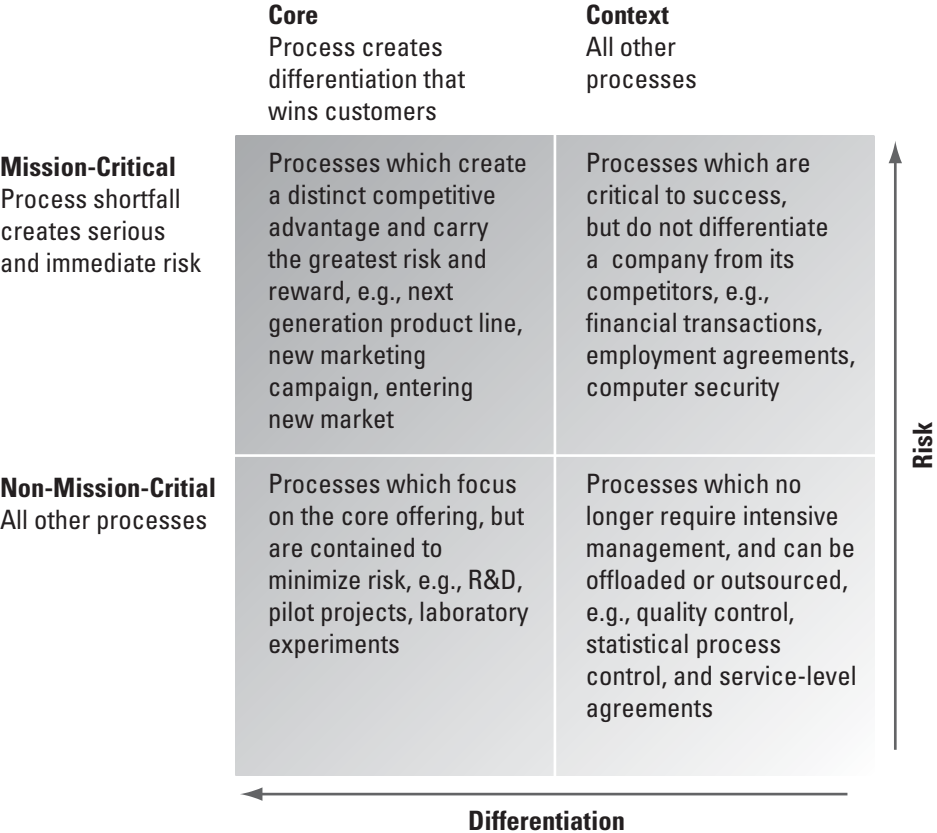 Core
Process creates
differentiation that
wins customers
Context
All other
processes
Mission-Critical
Process shortfall
creates serious
and immediate risk
Processes which create
a distinct competitive
advantage and carry
the greatest risk and
reward, e.g., next
generation product line,
new marketing
campaign, entering
new market
Processes which are
critical to success,
but do not differentiate
a company from its
competitors, e.g.,
financial transactions,
employment agreements,
computer security
Risk
Non-Mission-Critial
All other processes
Processes which focus
on the core offering, but
are contained to
minimize risk, e.g., R&D,
pilot projects, laboratory
experiments
Processes which no
longer require intensive
management, and can be
offloaded or outsourced,
e.g., quality control,
statistical process
control, and service-level
agreements
Differentiation